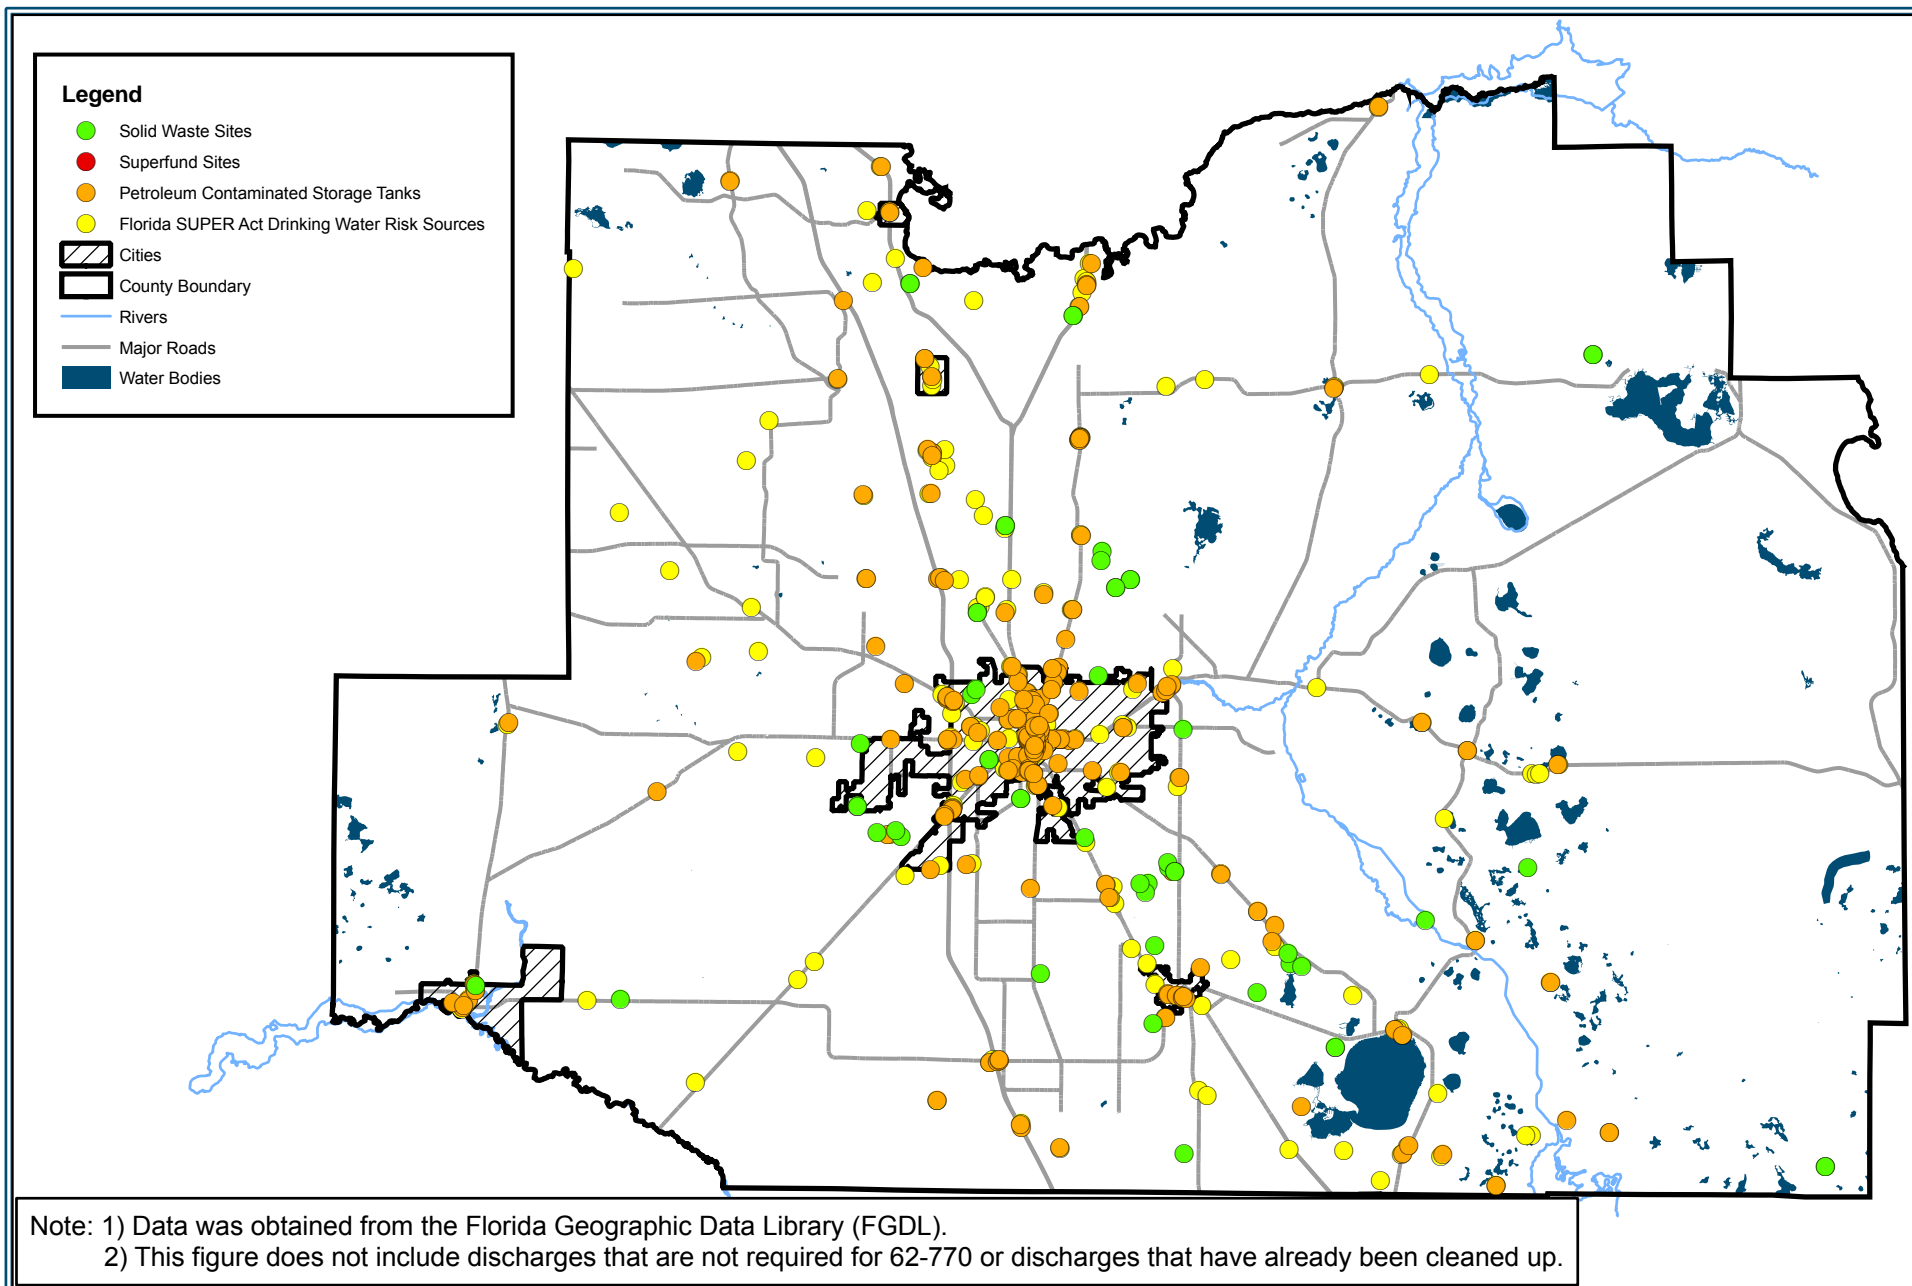 Legend
Solid Waste Sites
Superfund Sites
Petroleum Contaminated Storage Tanks
Florida SUPER Act Drinking Water Risk Sources
Cities
County Boundary
Rivers
Major Roads
Water Bodies
Note: 1) Data was obtained from the Florida Geographic Data Library (FGDL).
2) This figure does not include discharges that are not required for 62-770 or discharges that have already been cleaned up.